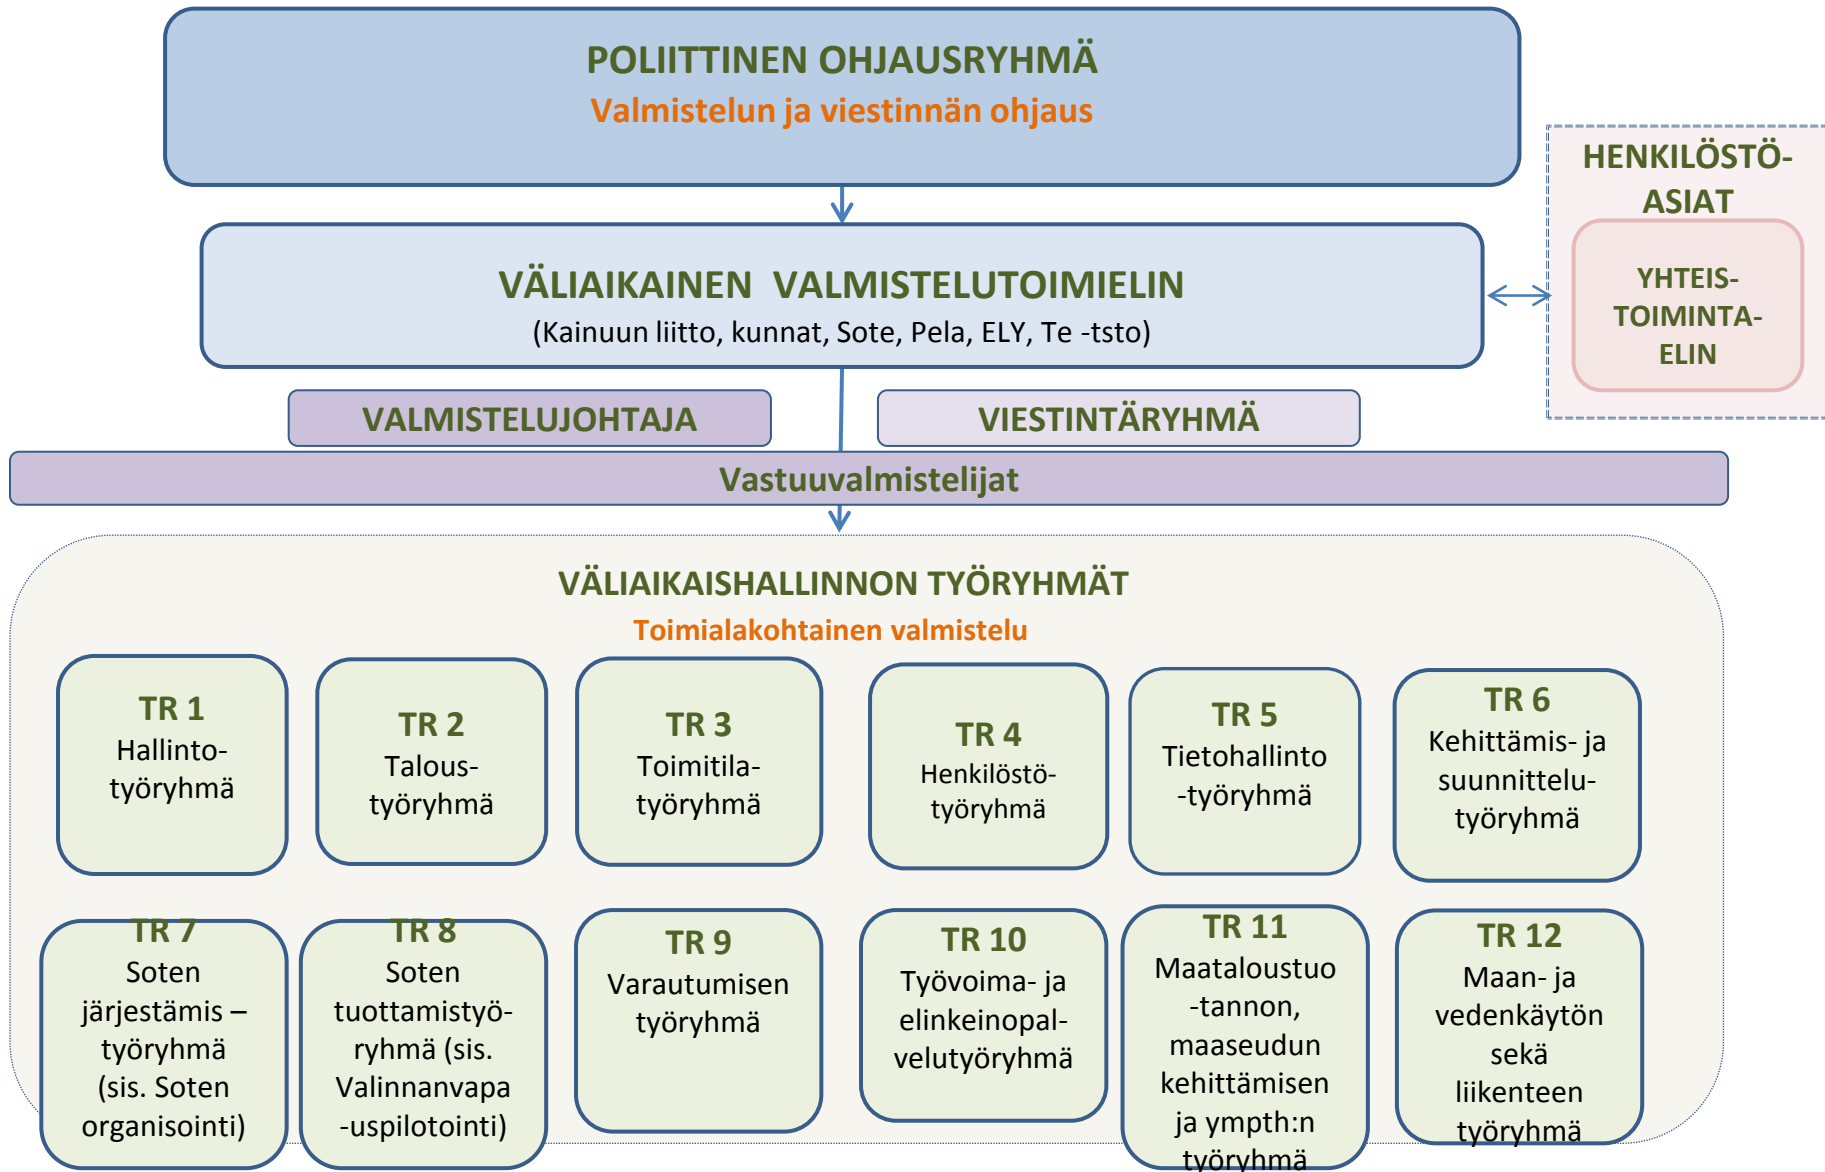 POLIITTINEN OHJAUSRYHMÄ
Valmistelun ja viestinnän ohjaus
HENKILÖSTÖ-
ASIAT
YHTEIS-
TOIMINTA-
ELIN
VÄLIAIKAINEN VALMISTELUTOIMIELIN
(Kainuun liitto, kunnat, Sote, Pela, ELY, Te -tsto)
VALMISTELUJOHTAJA
VIESTINTÄRYHMÄ
Vastuuvalmistelijat
VÄLIAIKAISHALLINNON TYÖRYHMÄT
Toimialakohtainen valmistelu
TR 1
Hallinto-
työryhmä
TR 2
Talous-
työryhmä
TR 3
Toimitila-
työryhmä
TR 4
Henkilöstö-
työryhmä
TR 5
Tietohallinto
-työryhmä
TR 6
Kehittämis- ja
suunnittelu-
työryhmä
TR 7
Soten
järjestämis –
työryhmä
(sis. Soten
organisointi)
TR 8
Soten
tuottamistyö-
ryhmä (sis.
Valinnanvapa
-uspilotointi)
TR 9
Varautumisen
työryhmä
TR 10
Työvoima- ja
elinkeinopal-
velutyöryhmä
TR 11
Maataloustuo
-tannon,
maaseudun
kehittämisen
ja ympth:n
työryhmä
TR 12
Maan- ja
vedenkäytön
sekä
liikenteen
työryhmä